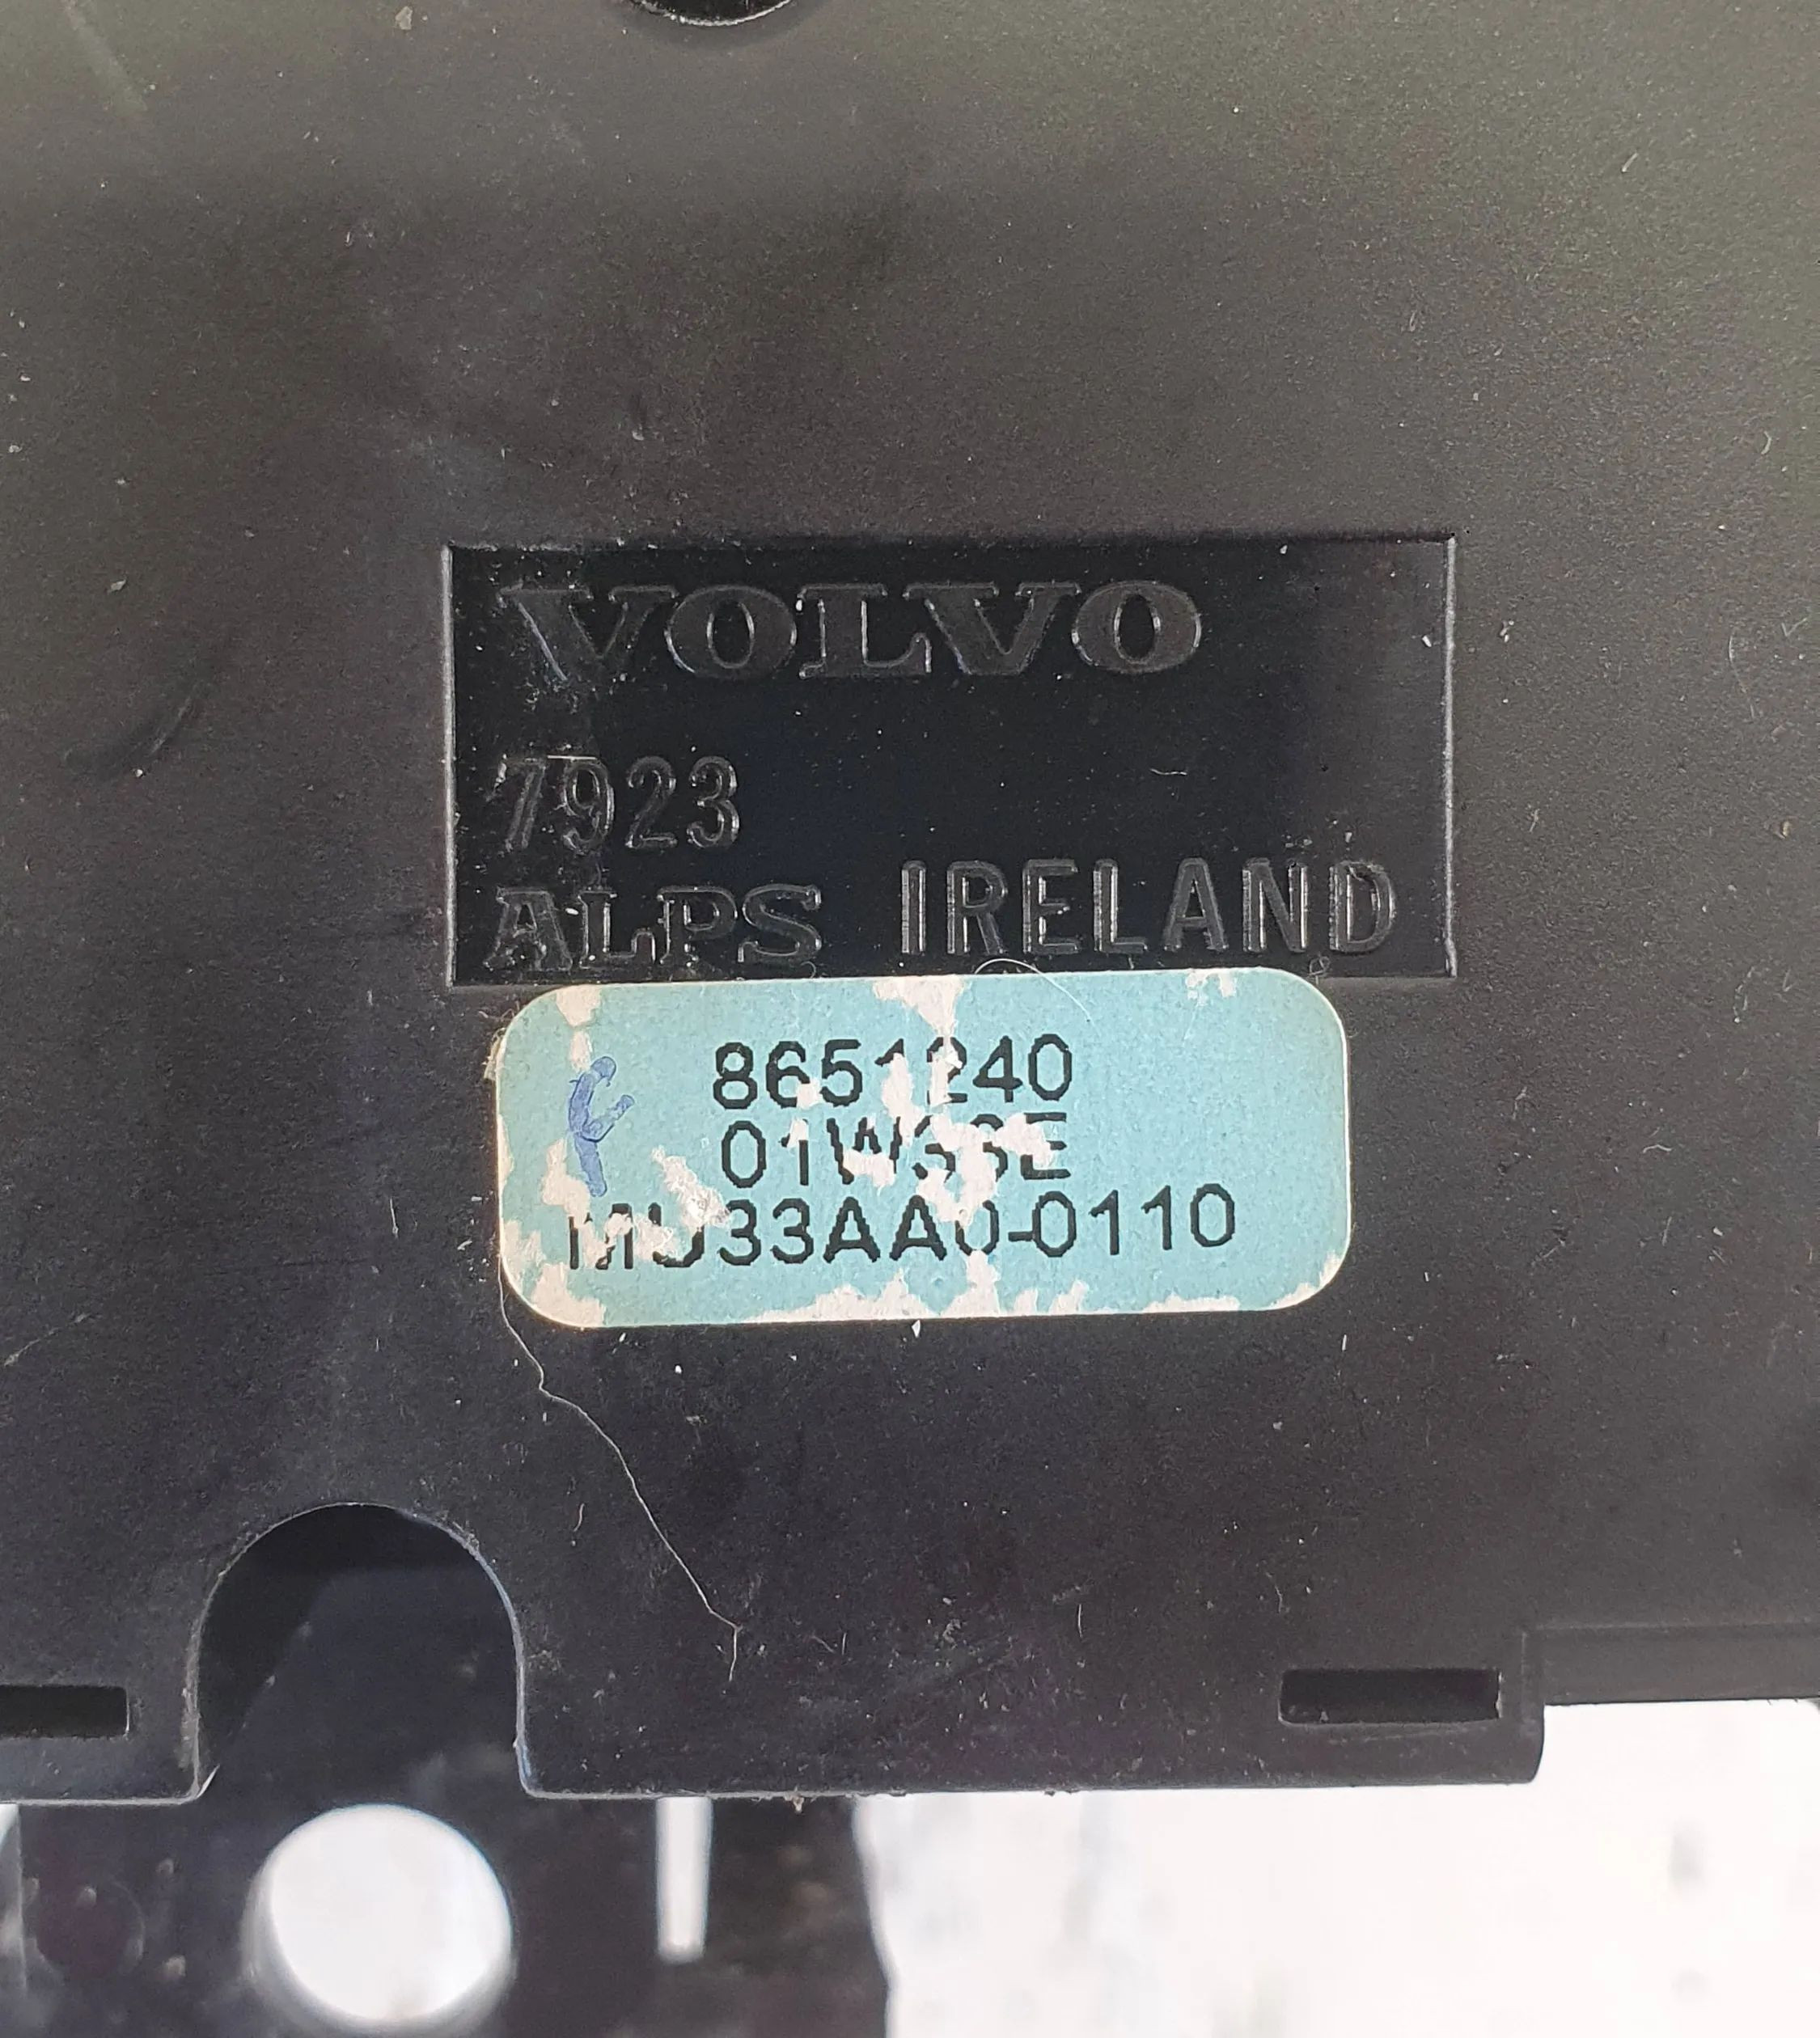 VOLVO
7923
ALPS IRELAND
8651240
MU33AA0-0110